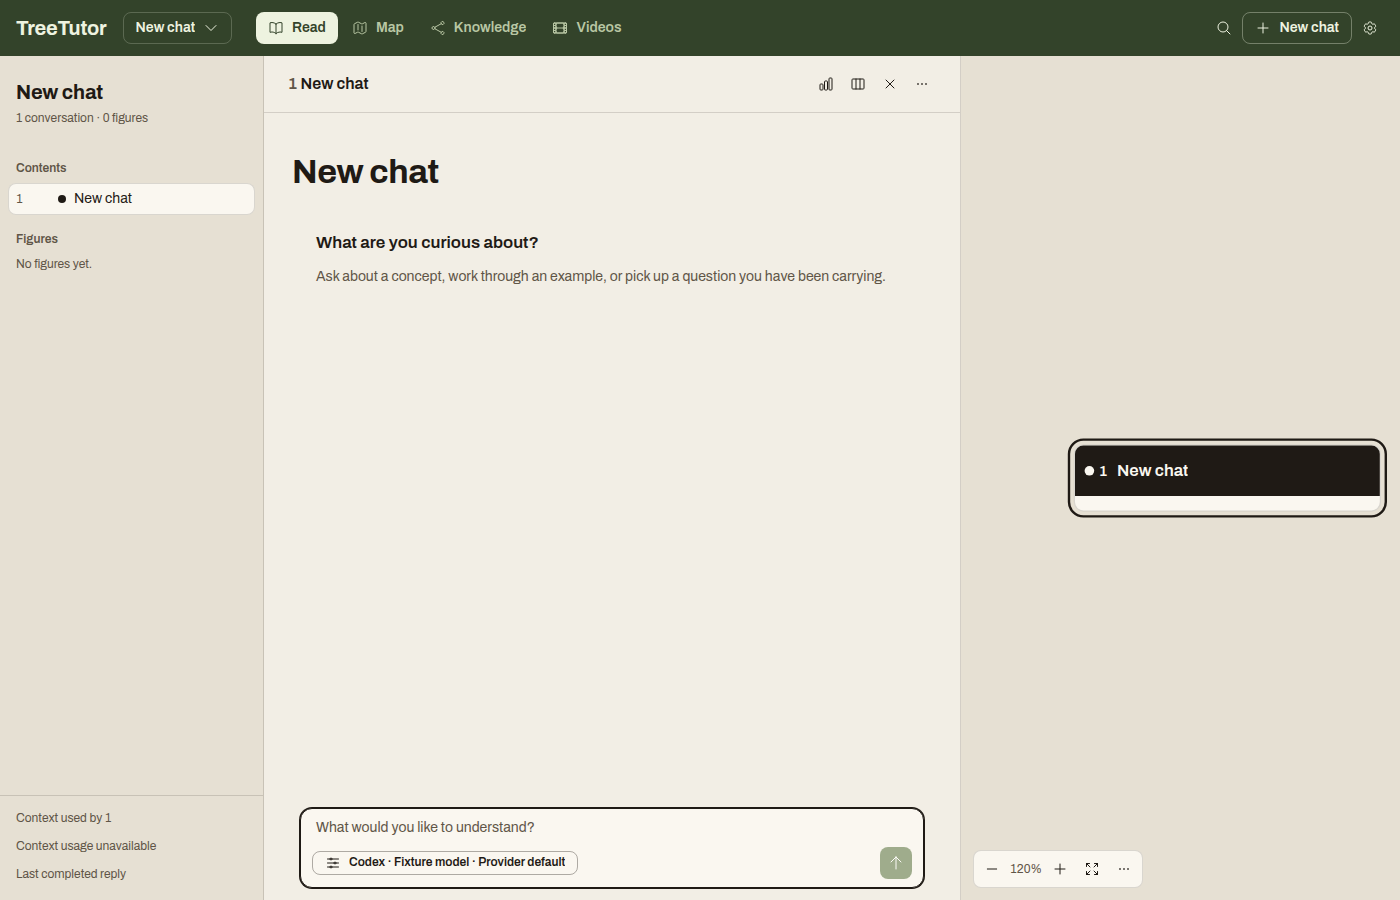 TreeTutor
New chat
Read
Map
Knowledge
Videos
New chat
New chat
1 conversation · 0 figures
Contents
1 New chat
Figures
No figures yet.
Context used by 1
Context usage unavailable
Last completed reply
1 New chat
New chat
What are you curious about?
Ask about a concept, work through an example, or pick up a question you have been carrying.
What would you like to understand?
Codex · Fixture model · Provider default
1 New chat
120%